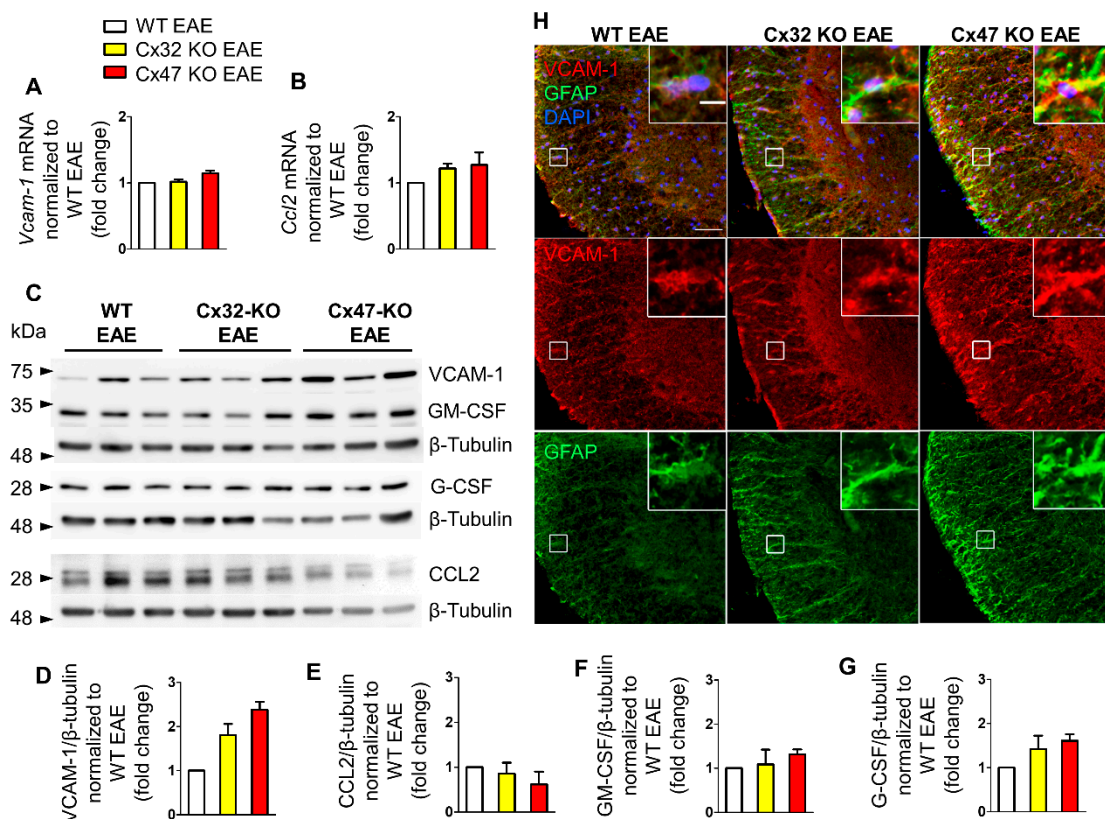 WT EAE
Cx32 KO EAE
Cx47 KO EAE
A
Vcam-1 mRNA
normalized to
WT EAE
(fold change)
2
1
0
B
Ccl2 mRNA
normalized to
WT EAE
(fold change)
2
1
0
C
WT
EAE
Cx32-KO
EAE
Cx47-KO
EAE
kDa
75
VCAM-1
35
GM-CSF
β-Tubulin
48
28
G-CSF
48
β-Tubulin
28
CCL2
48
β-Tubulin
D
VCAM-1/β-tubulin
normalized to
WT EAE
(fold change)
3
2
1
0
E
CCL2/β-tubulin
normalized to
WT EAE
(fold change)
2
1
0
F
GM-CSF/β-tubulin
normalized to
WT EAE
(fold change)
3
2
1
0
G
G-CSF/β-tubulin
normalized to
WT EAE
(fold change)
3
2
1
0
H
WT EAE
Cx32 KO EAE
Cx47 KO EAE
VCAM-1
GFAP
DAPI
VCAM-1
GFAP